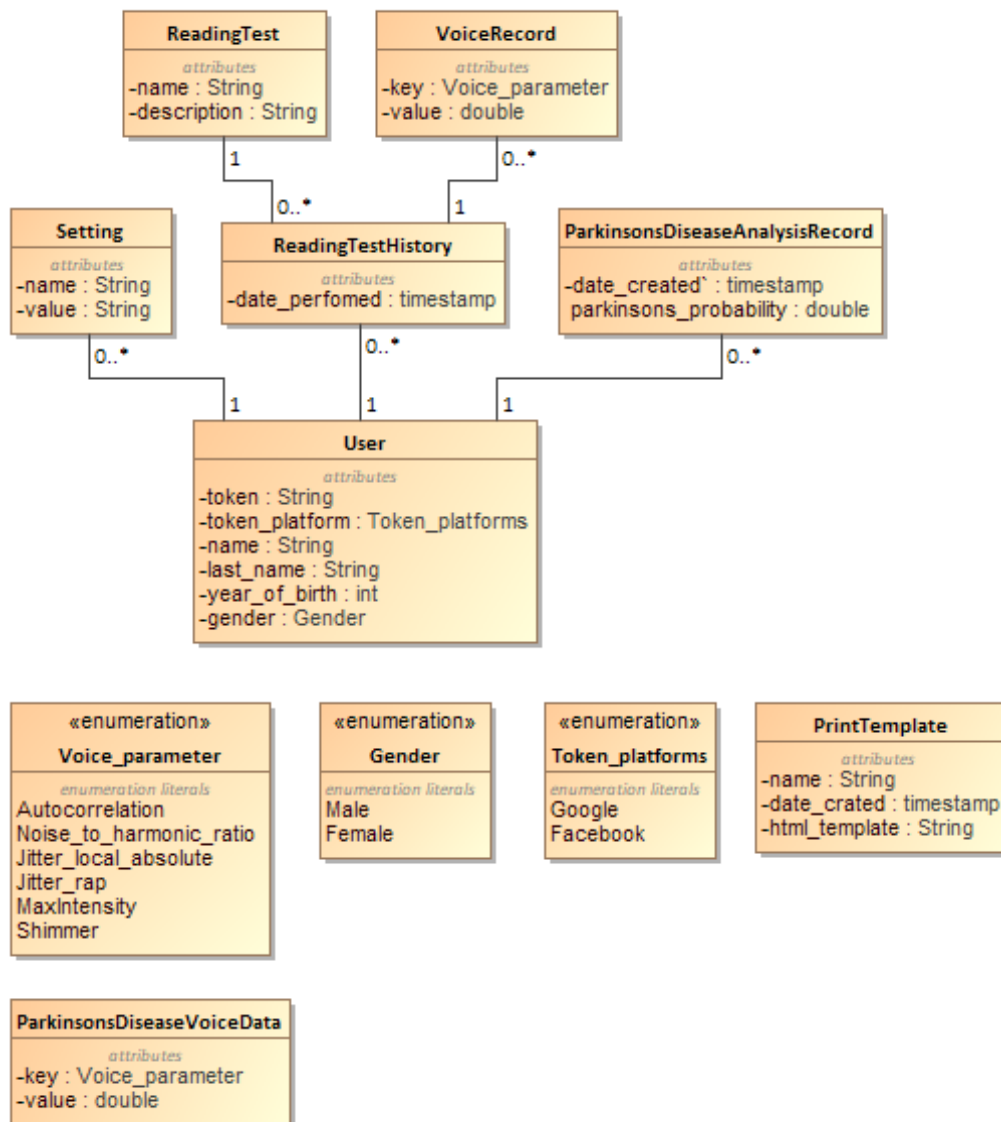 ReadingTest
attributes
-name : String
-description : String
VoiceRecord
attributes
-key : Voice_parameter
-value : double
1
0..*
0..*
1
Setting
attributes
-name : String
-value : String
ReadingTestHistory
attributes
-date_perfomed : timestamp
ParkinsonsDiseaseAnalysisRecord
attributes
-date_created` : timestamp
parkinsons_probability : double
0..*
0..*
0..*
1
1
1
User
attributes
-token : String
-token_platform : Token_platforms
-name : String
-last_name : String
-year_of_birth : int
-gender : Gender
«enumeration»
Voice_parameter
enumeration literals
Autocorrelation
Noise_to_harmonic_ratio
Jitter_local_absolute
Jitter_rap
MaxIntensity
Shimmer
«enumeration»
Gender
enumeration literals
Male
Female
«enumeration»
Token_platforms
enumeration literals
Google
Facebook
PrintTemplate
attributes
-name : String
-date_crated : timestamp
-html_template : String
ParkinsonsDiseaseVoiceData
attributes
-key : Voice_parameter
-value : double